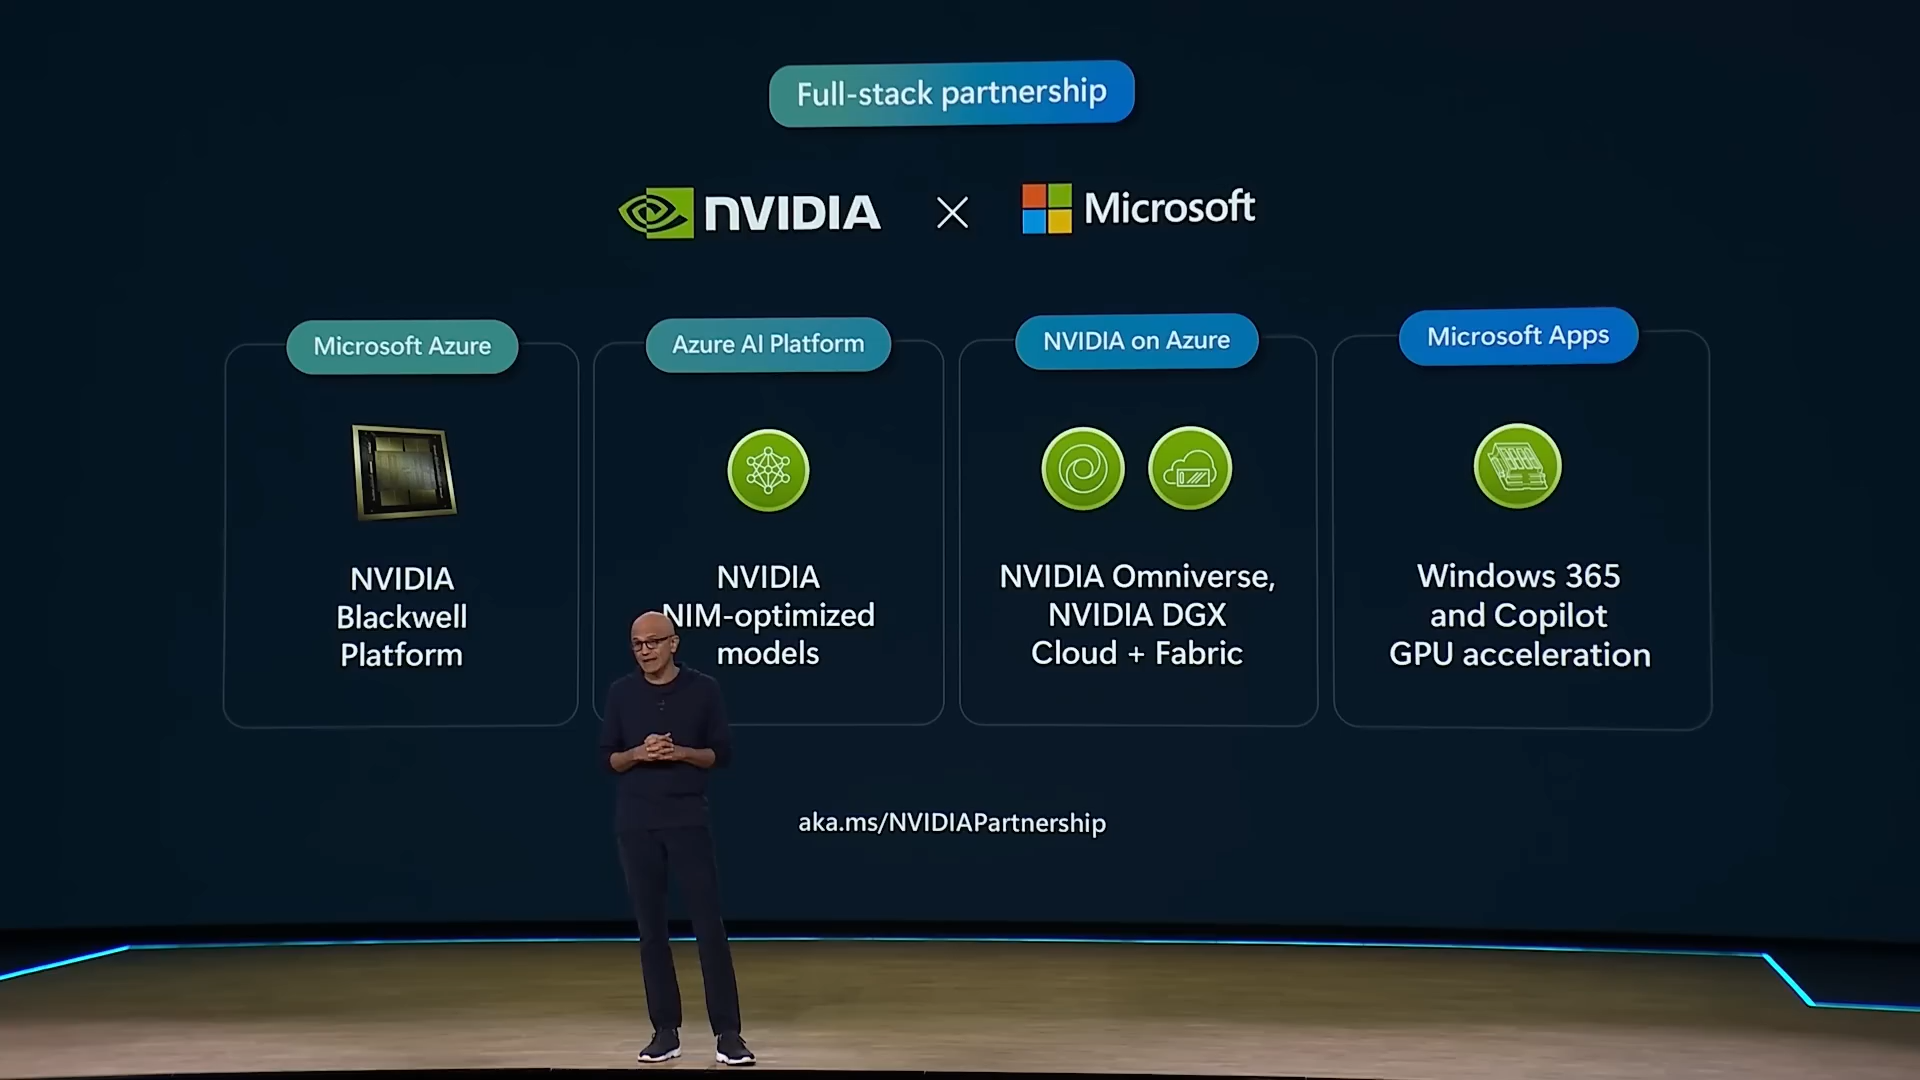 Full-stack partnership
NVIDIA
Microsoft
Microsoft Azure
NVIDIA
Blackwell
Platform
Azure AI Platform
NVIDIA
NIM-optimized
models
NVIDIA on Azure
NVIDIA Omniverse,
NVIDIA DGX
Cloud + Fabric
Microsoft Apps
Windows 365
and Copilot
GPU acceleration
aka.ms/NVIDIAPartnership